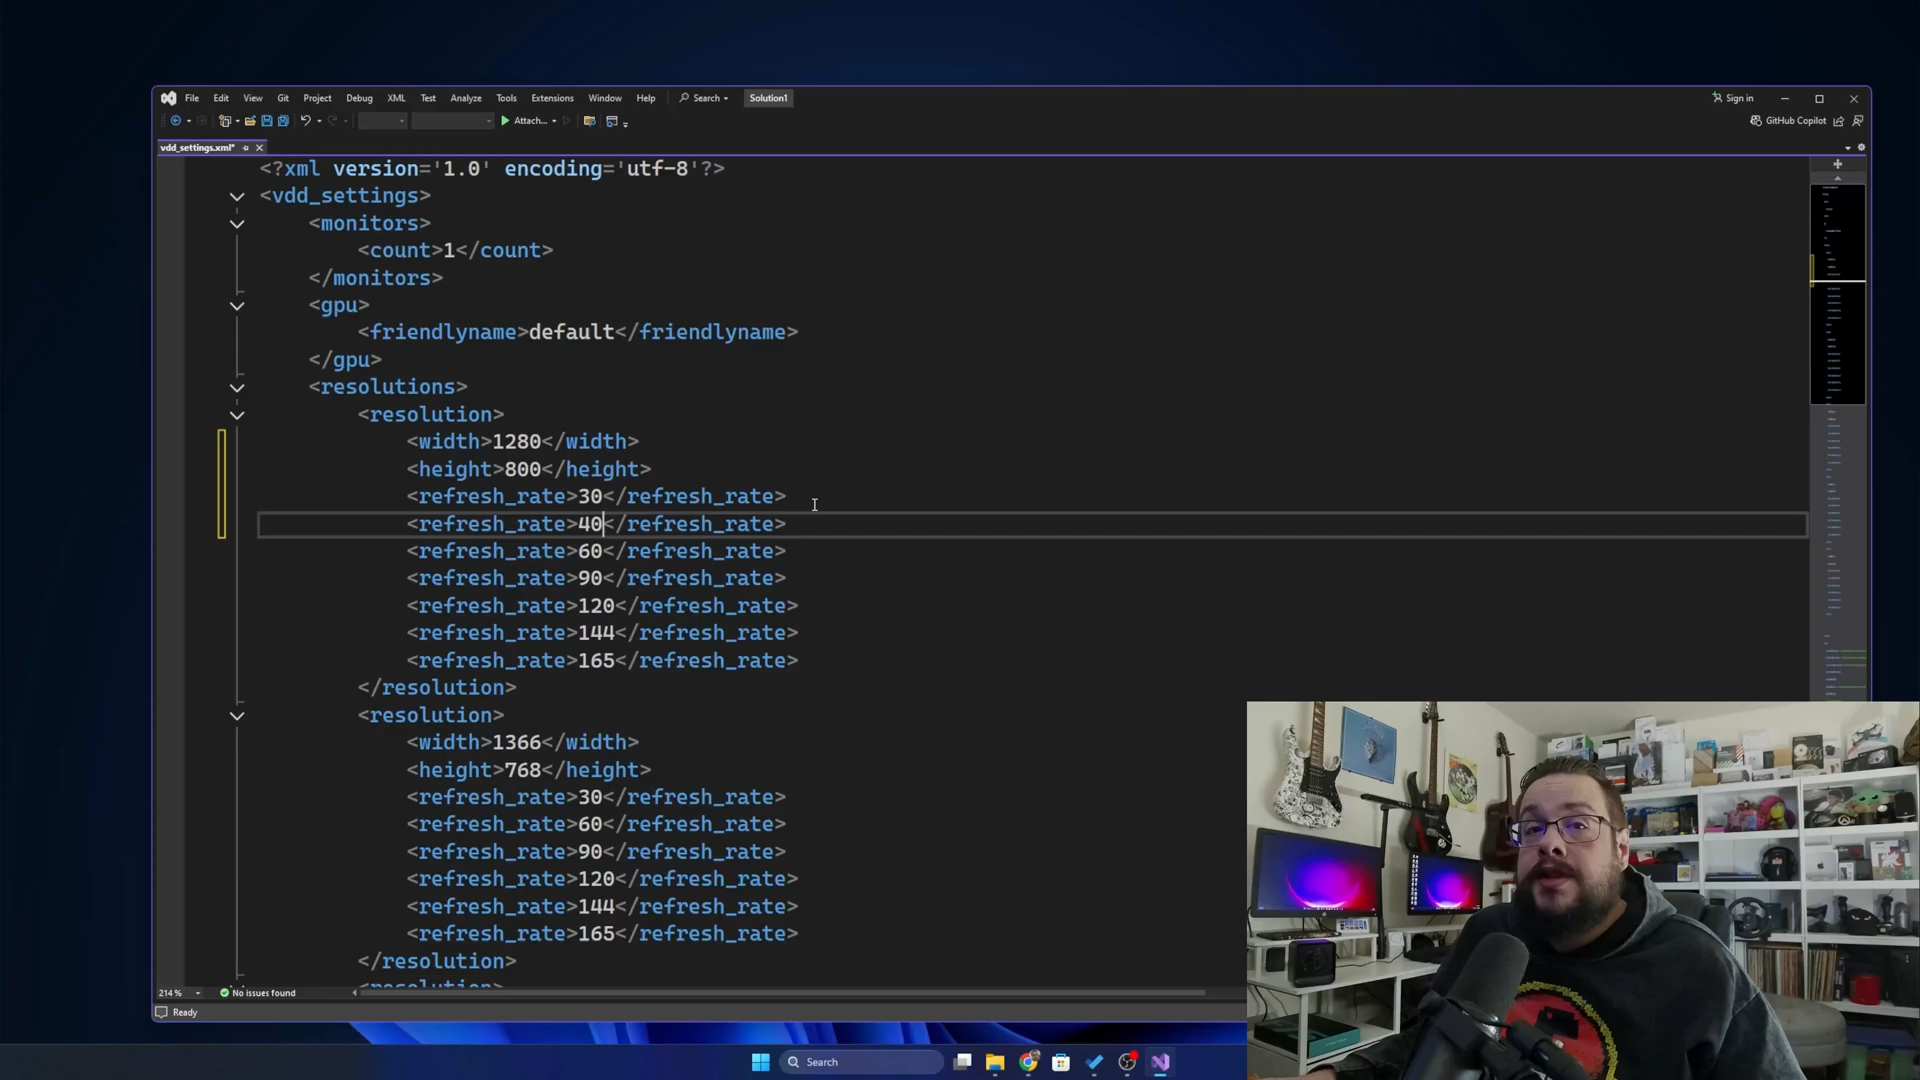 File Edit View Git Project Debug XML Test Analyze Tools Extensions Window Help Search Solution1 Sign in
Attach... GitHub Copilot
vdd_settings.xml*
<?xml version='1.0' encoding='utf-8'?>
<vdd_settings>
<monitors>
<count>1</count>
</monitors>
<gpu>
<friendlyname>default</friendlyname>
</gpu>
<resolutions>
<resolution>
<width>1280</width>
<height>800</height>
<refresh_rate>30</refresh_rate>
<refresh_rate>40</refresh_rate>
<refresh_rate>60</refresh_rate>
<refresh_rate>90</refresh_rate>
<refresh_rate>120</refresh_rate>
<refresh_rate>144</refresh_rate>
<refresh_rate>165</refresh_rate>
</resolution>
<resolution>
<width>1366</width>
<height>768</height>
<refresh_rate>30</refresh_rate>
<refresh_rate>60</refresh_rate>
<refresh_rate>90</refresh_rate>
<refresh_rate>120</refresh_rate>
<refresh_rate>144</refresh_rate>
<refresh_rate>165</refresh_rate>
</resolution>
214 % No issues found
Ready
Search